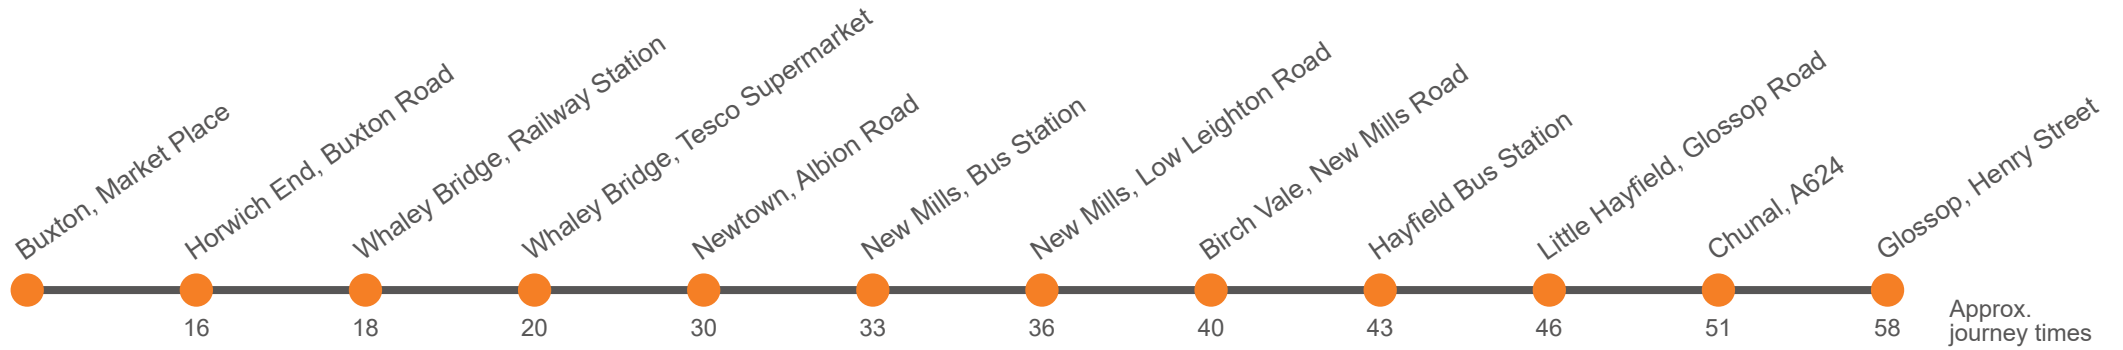 Buxton, Market Place
Horwich End, Buxton Road
Whaley Bridge, Railway Station
Whaley Bridge, Tesco Supermarket
Newtown, Albion Road
New Mills, Bus Station
New Mills, Low Leighton Road
Birch Vale, New Mills Road
Hayfield Bus Station
Little Hayfield, Glossop Road
Chunal, A624
Glossop, Henry Street
16 18 20 30 33 36 40 43 46 51 58
Approx.
journey times